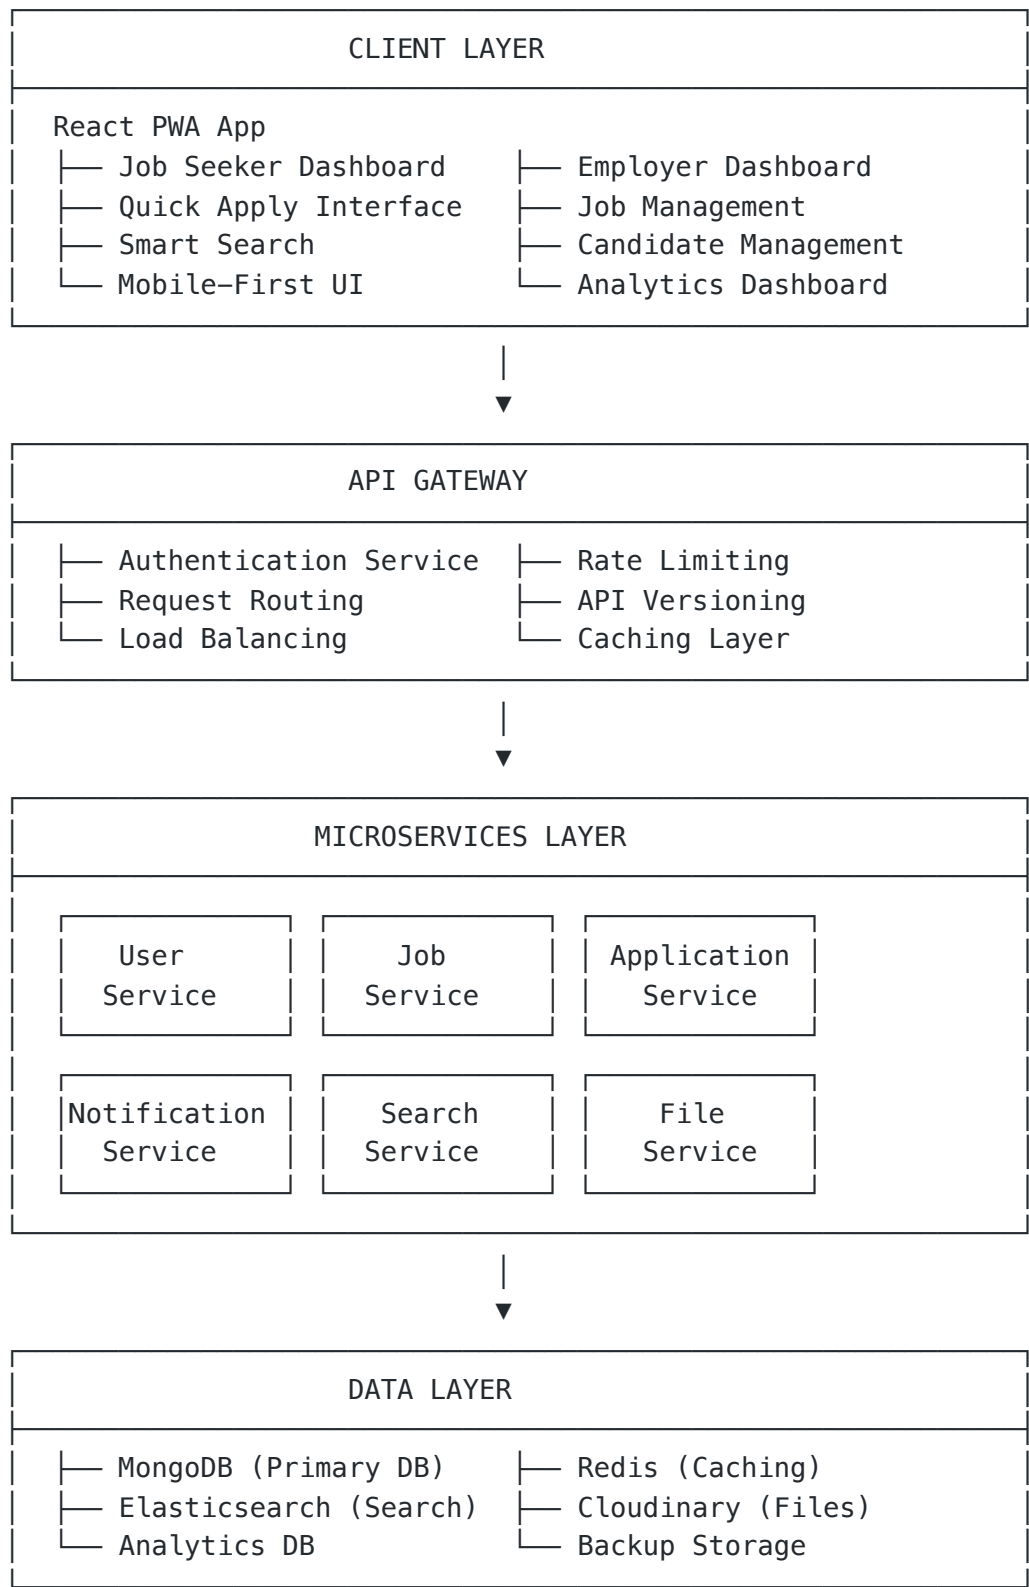 CLIENT LAYER
React PWA App
Job Seeker Dashboard Employer Dashboard
Quick Apply Interface Job Management
Smart Search Candidate Management
Mobile-First UI Analytics Dashboard
API GATEWAY
Authentication Service Rate Limiting
Request Routing API Versioning
Load Balancing Caching Layer
MICROSERVICES LAYER
User Job Application
Service Service Service
Notification Search File
Service Service Service
DATA LAYER
MongoDB (Primary DB) Redis (Caching)
Elasticsearch (Search) Cloudinary (Files)
Analytics DB Backup Storage